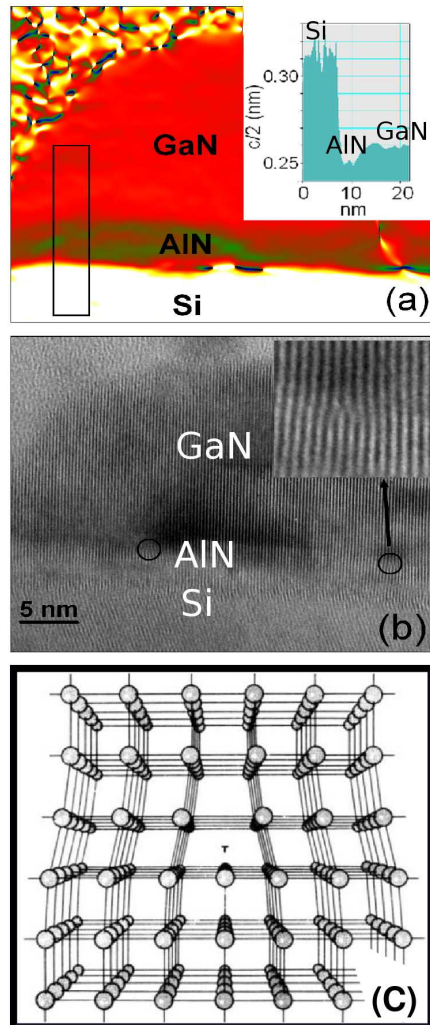 Si
0.30
c/2 (nm)
AlN
GaN
0.25
0 10 20
nm
GaN
AlN
Si
(a)
GaN
AlN
Si
5 nm
(b)
(C)